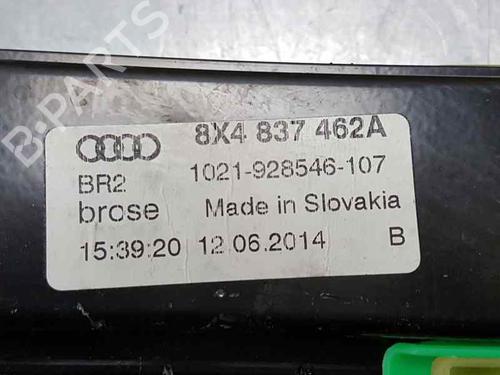 B-PARTS
8X4 837 462A
BR2 1021-928546-107
brose Made in Slovakia
15:39:20 12.06.2014 B